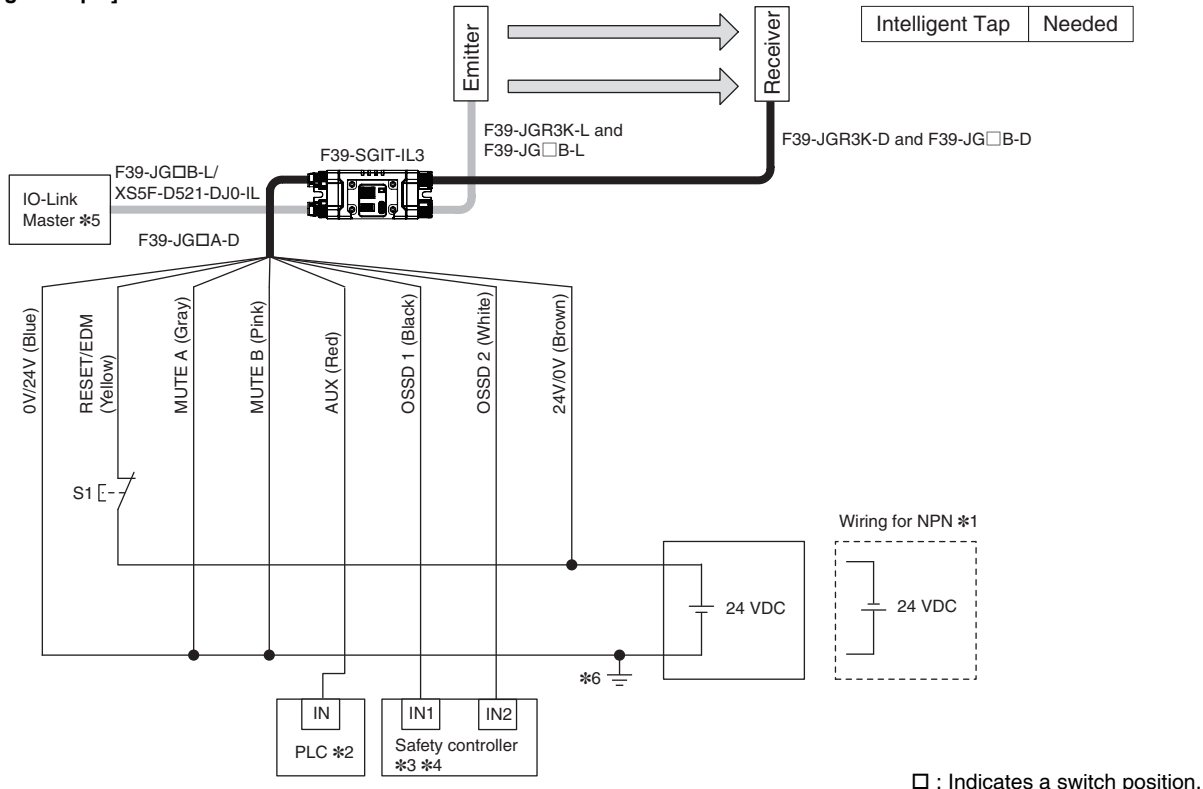 Emitter
Receiver
Intelligent Tap Needed
F39-JGR3K-L and
F39-JG□B-L
F39-JGR3K-D and F39-JG□B-D
F39-SGIT-IL3
F39-JG□B-L/
XS5F-D521-DJ0-IL
IO-Link
Master ✻5
F39-JG□A-D
0V/24V (Blue)
RESET/EDM
(Yellow)
MUTE A (Gray)
MUTE B (Pink)
AUX (Red)
OSSD 1 (Black)
OSSD 2 (White)
24V/0V (Brown)
S1
Wiring for NPN ✻1
24 VDC
24 VDC
✻6
IN
IN1
IN2
PLC ✻2
Safety controller
✻3 ✻4
□ : Indicates a switch position.